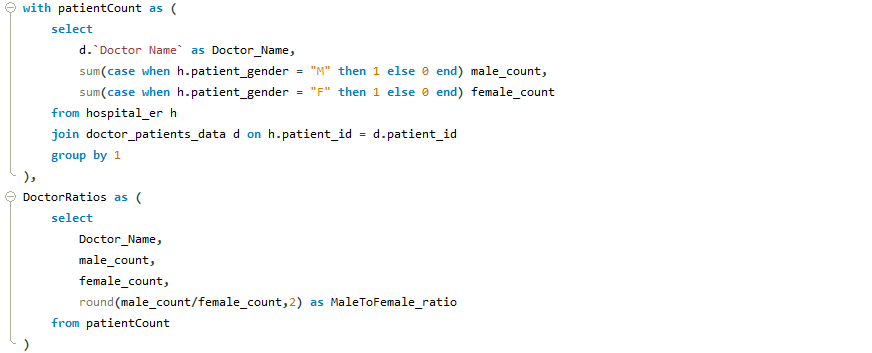 with patientCount as (
select
d.`Doctor Name` as Doctor_Name,
sum(case when h.patient_gender = "M" then 1 else 0 end) male_count,
sum(case when h.patient_gender = "F" then 1 else 0 end) female_count
from hospital_er h
join doctor_patients_data d on h.patient_id = d.patient_id
group by 1
),
DoctorRatios as (
select
Doctor_Name,
male_count,
female_count,
round(male_count/female_count,2) as MaleToFemale_ratio
from patientCount
)